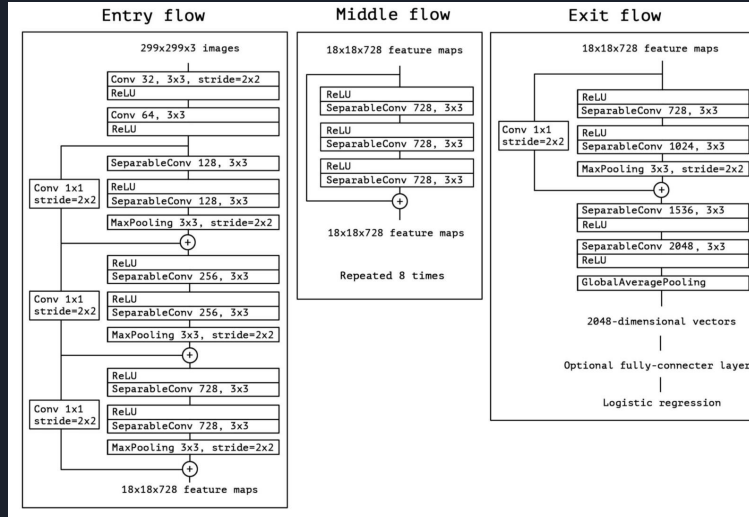 Entry flow
299x299x3 images
Conv 32, 3x3, stride=2x2
ReLU
Conv 64, 3x3
ReLU
SeparableConv 128, 3x3
Conv 1x1
stride=2x2
ReLU
SeparableConv 128, 3x3
MaxPooling 3x3, stride=2x2
+
ReLU
SeparableConv 256, 3x3
Conv 1x1
stride=2x2
ReLU
SeparableConv 256, 3x3
MaxPooling 3x3, stride=2x2
+
ReLU
SeparableConv 728, 3x3
Conv 1x1
stride=2x2
ReLU
SeparableConv 728, 3x3
MaxPooling 3x3, stride=2x2
+
18x18x728 feature maps
Middle flow
18x18x728 feature maps
ReLU
SeparableConv 728, 3x3
ReLU
SeparableConv 728, 3x3
ReLU
SeparableConv 728, 3x3
+
18x18x728 feature maps
Repeated 8 times
Exit flow
18x18x728 feature maps
ReLU
SeparableConv 728, 3x3
Conv 1x1
stride=2x2
ReLU
SeparableConv 1024, 3x3
MaxPooling 3x3, stride=2x2
+
SeparableConv 1536, 3x3
ReLU
SeparableConv 2048, 3x3
ReLU
GlobalAveragePooling
2048-dimensional vectors
Optional fully-connecter layer
Logistic regression